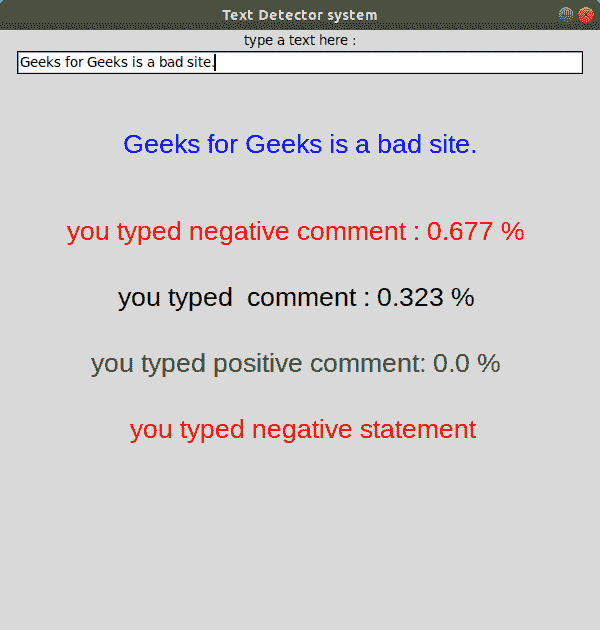 Text Detector system
type a text here :
Geeks for Geeks is a bad site.
Geeks for Geeks is a bad site.
you typed negative comment : 0.677 %
you typed  comment : 0.323 %
you typed positive comment: 0.0 %
you typed negative statement